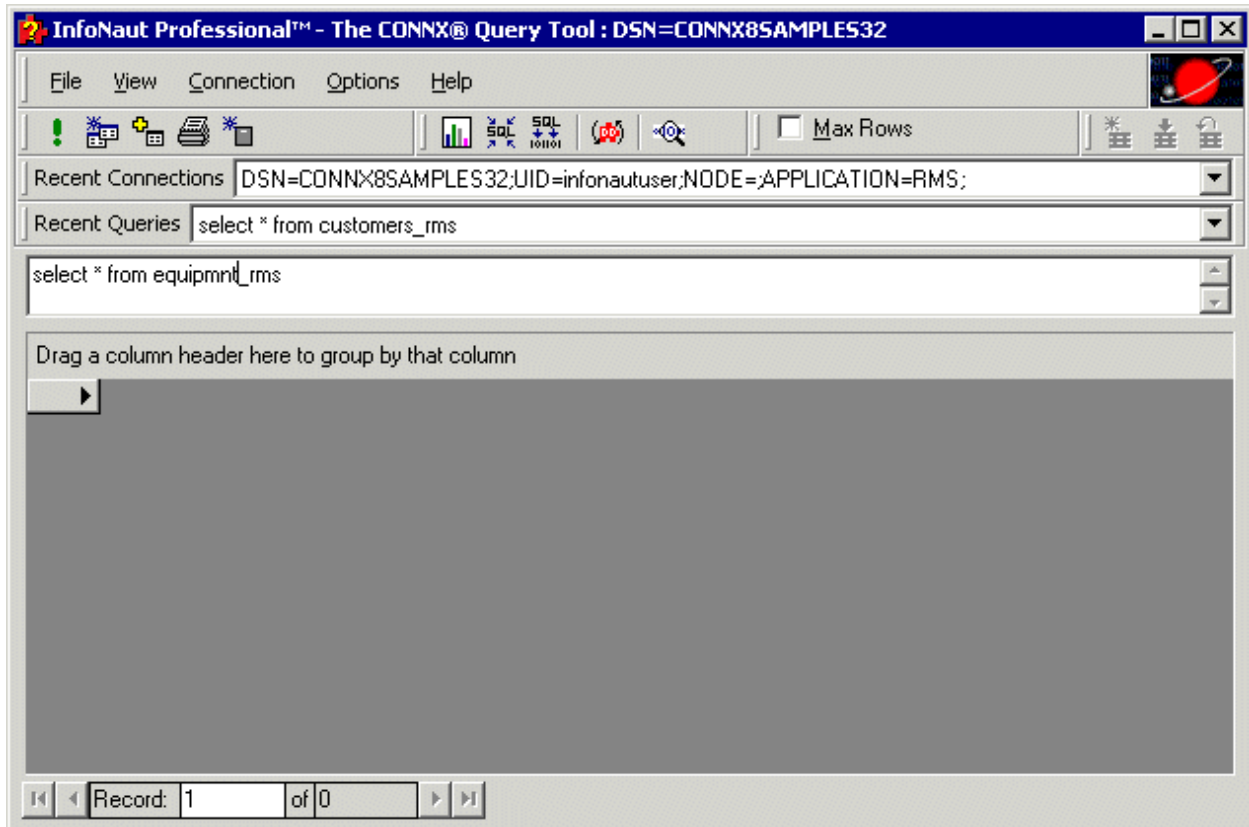 InfoNaut Professional™ - The CONNX® Query Tool : DSN=CONNX8SAMPLES32
File View Connection Options Help
SQL SQL Max Rows
Recent Connections DSN=CONNX8SAMPLES32;UID=infonautuser;NODE=;APPLICATION=RMS;
Recent Queries select * from customers_rms
select * from equipmnt_rms
Drag a column header here to group by that column
Record: 1 of 0